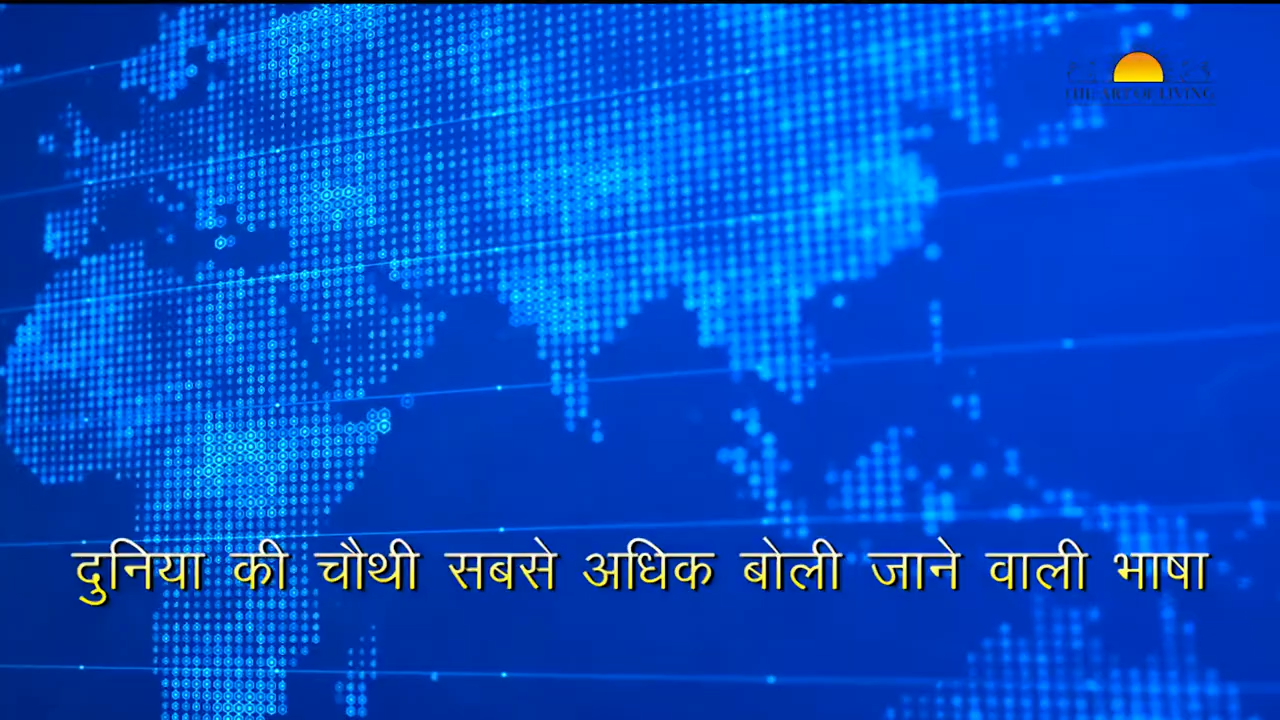 THE ART OF LIVING
दुनिया की चौथी सबसे अधिक बोली जाने वाली भाषा